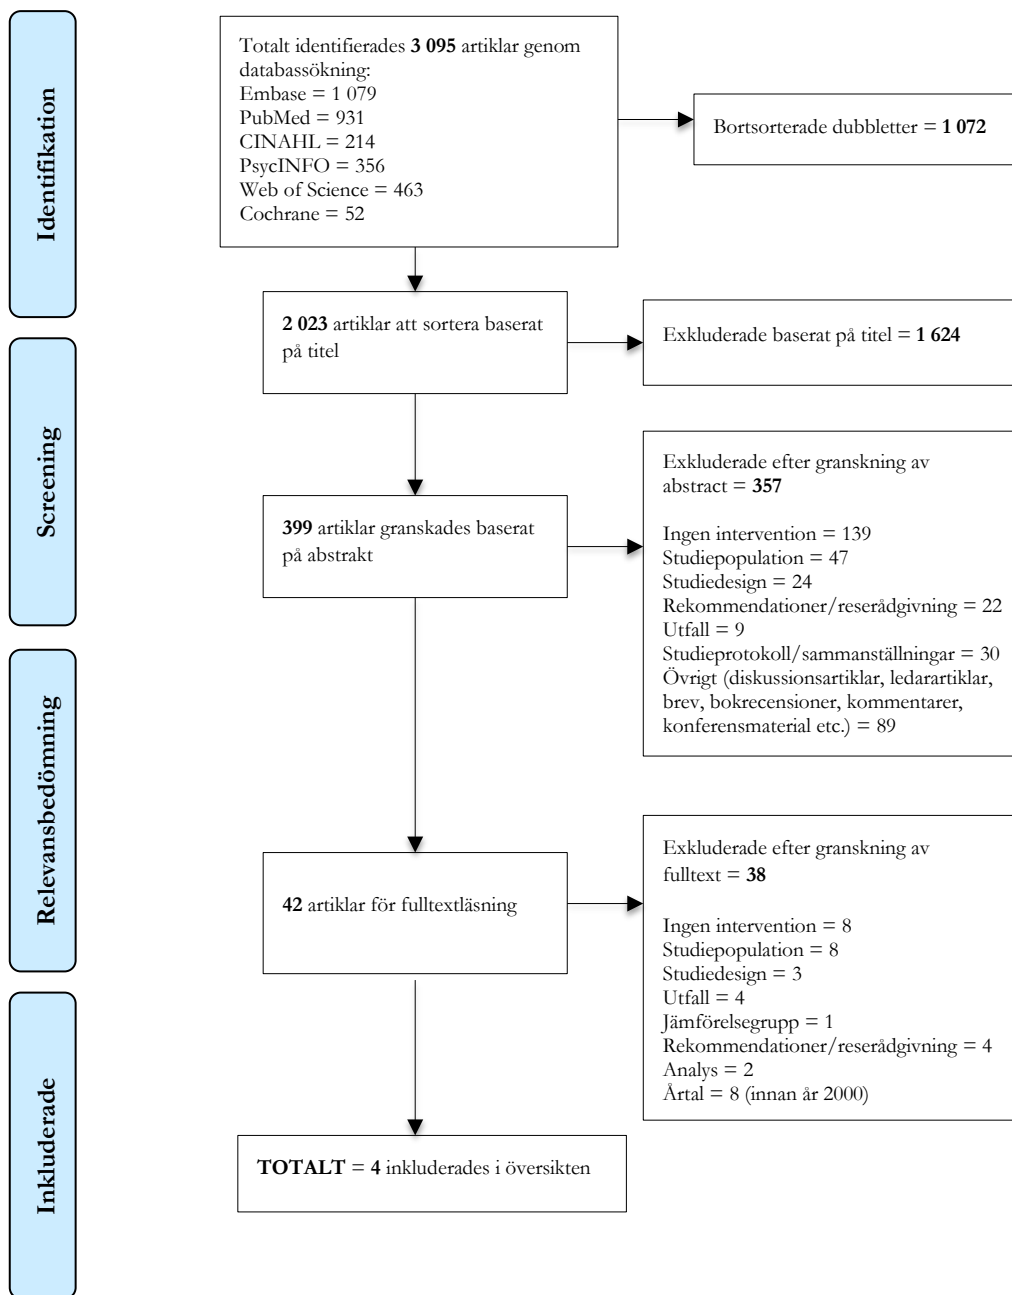 Identifikation
Totalt identifierades 3 095 artiklar genom
databassökning:
Embase = 1 079
PubMed = 931
CINAHL = 214
PsycINFO = 356
Web of Science = 463
Cochrane = 52
Bortsorterade dubbletter = 1 072
2 023 artiklar att sortera baserat
på titel
Exkluderade baserat på titel = 1 624
Screening
399 artiklar granskades baserat
på abstrakt
Exkluderade efter granskning av
abstract = 357
Ingen intervention = 139
Studiepopulation = 47
Studiedesign = 24
Rekommendationer/reserådgivning = 22
Utfall = 9
Studieprotokoll/sammanställningar = 30
Övrigt (diskussionsartiklar, ledarartiklar,
brev, bokrecensioner, kommentarer,
konferensmaterial etc.) = 89
Relevansbedömning
42 artiklar för fulltextläsning
Exkluderade efter granskning av
fulltext = 38
Ingen intervention = 8
Studiepopulation = 8
Studiedesign = 3
Utfall = 4
Jämförelsegrupp = 1
Rekommendationer/reserådgivning = 4
Analys = 2
Årtal = 8 (innan år 2000)
Inkluderade
TOTALT = 4 inkluderades i översikten